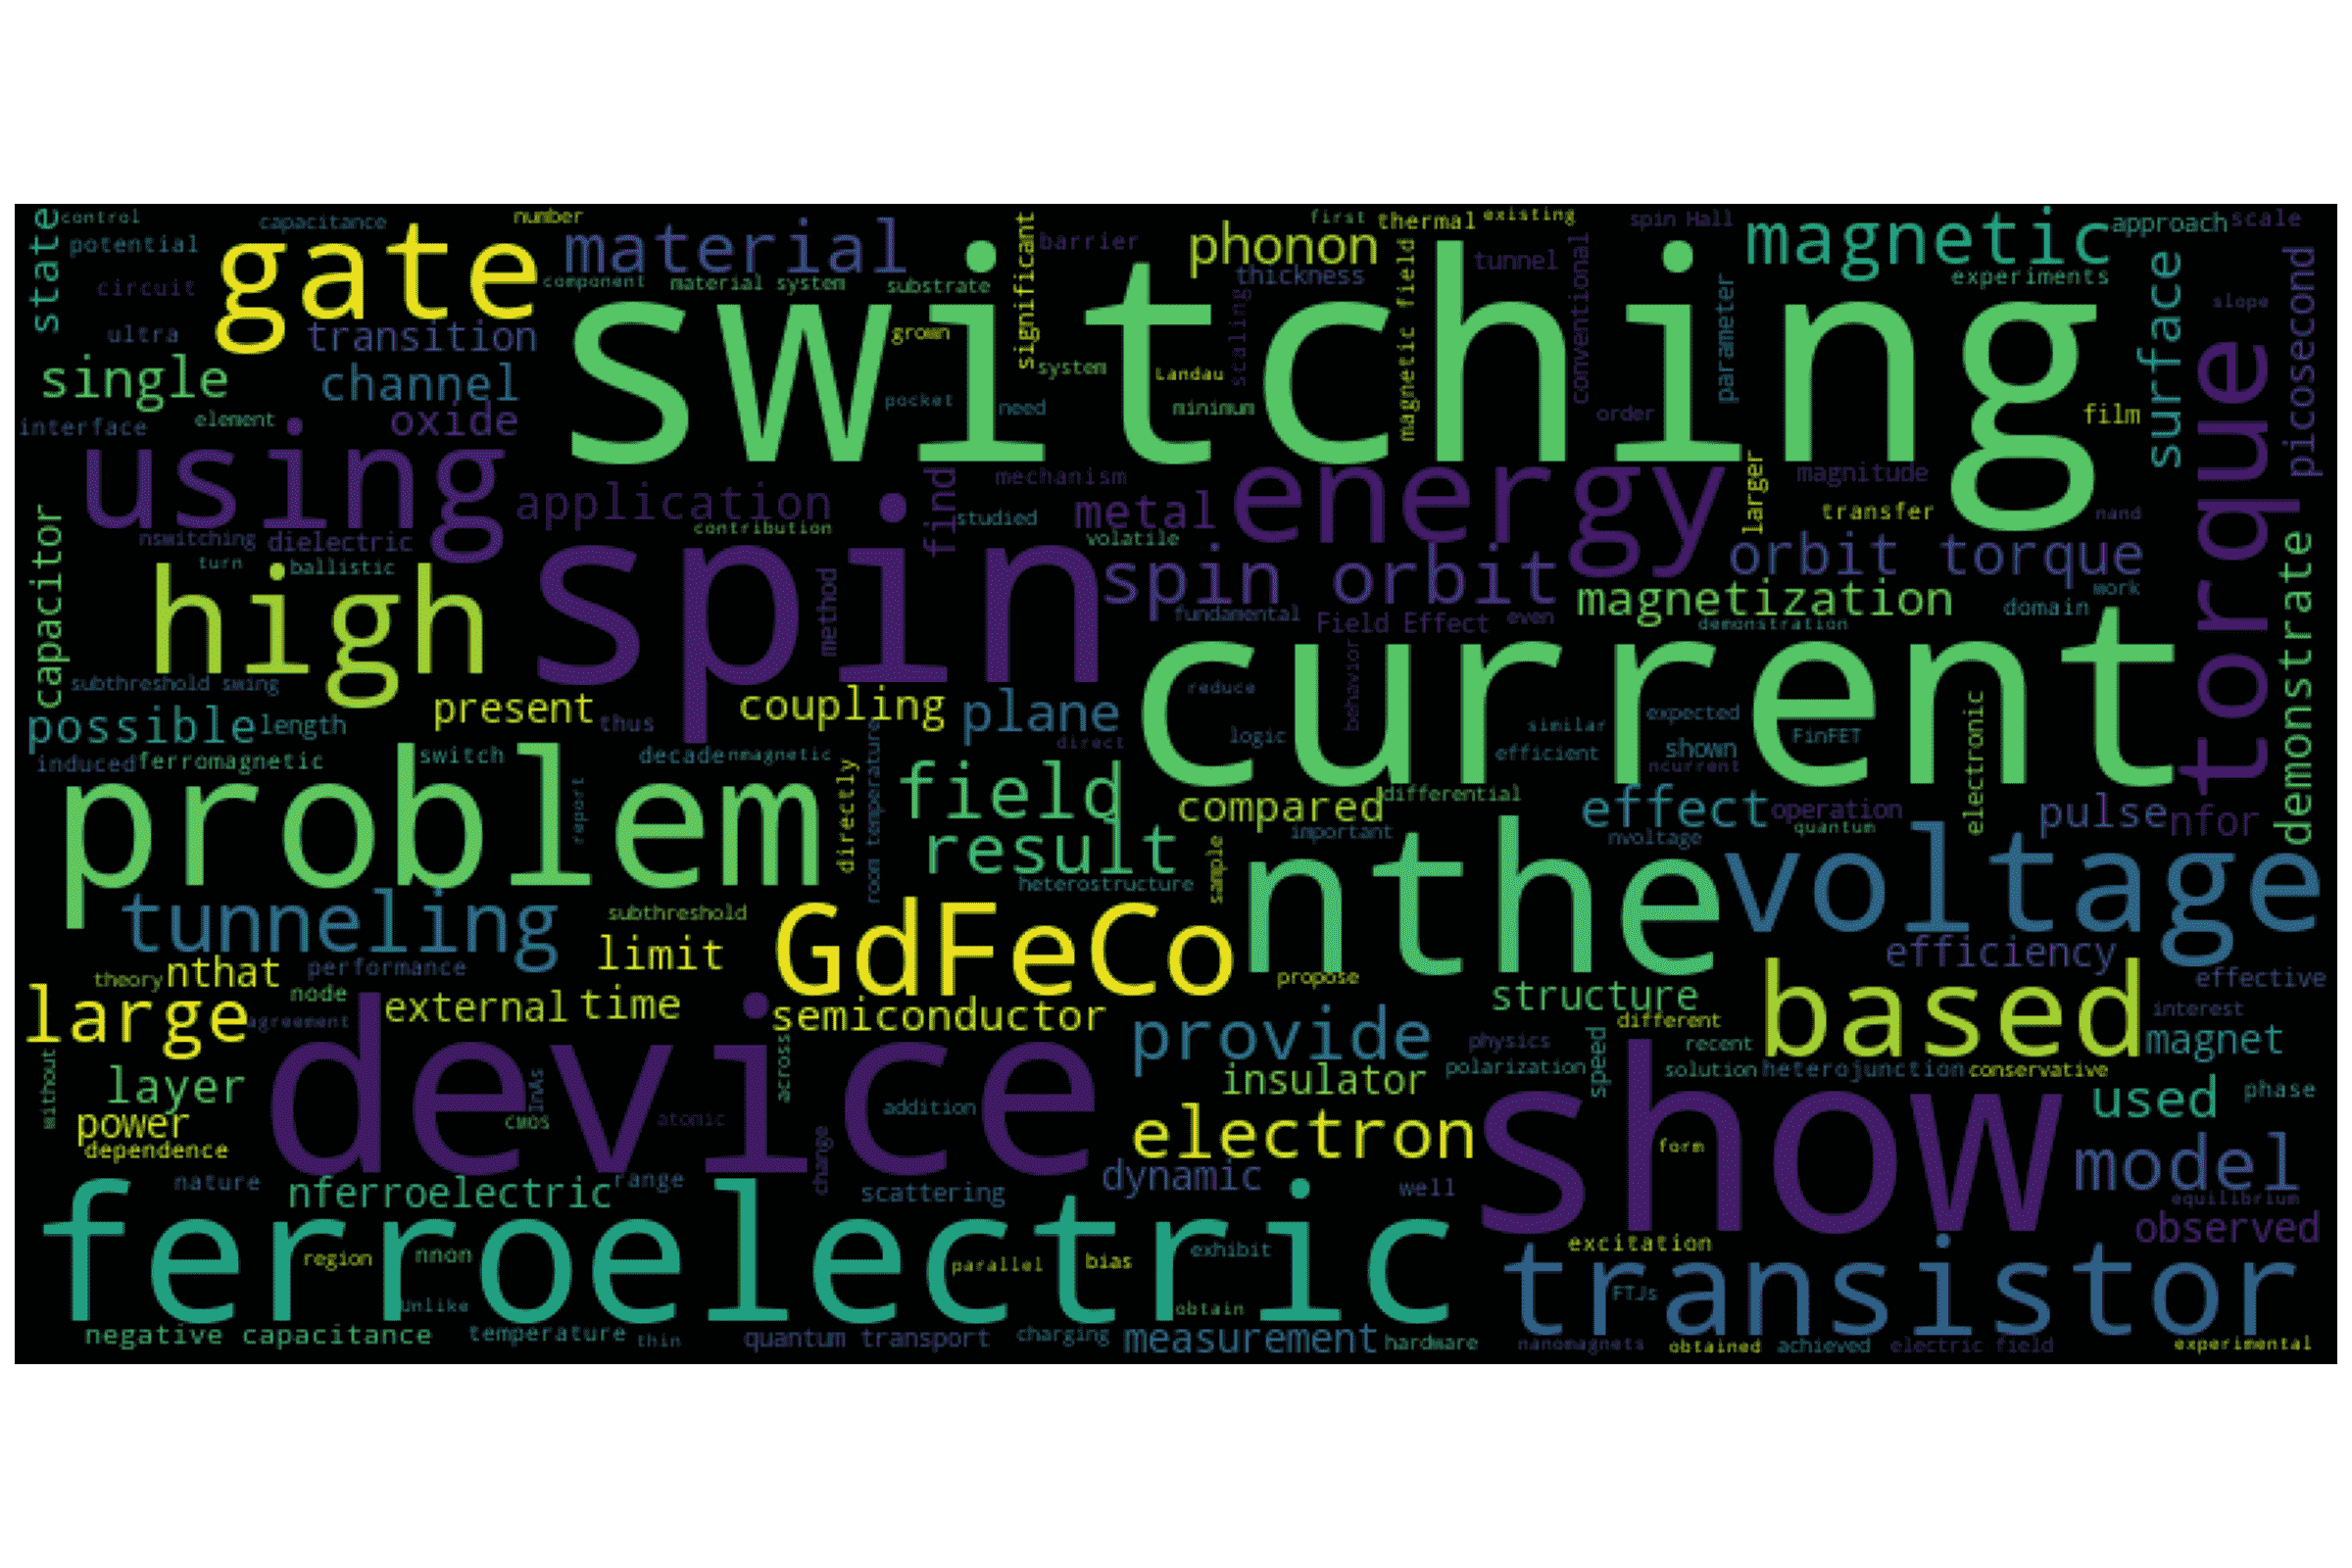 control
capacitance
number
first
thermal
existing
spin Hall
approach
scale
state
potential
gate
material
significant
barrier
phonon
magnetic
circuit
component
material system
substrate
thickness
magnetic field
conventional
tunnel
parameter
experiments
surface
picosecond
slope
ultra
transition
switching
grown
system
Landau
scaling
single
channel
pocket
need
minimum
order
film
torque
interface
element
oxide
using
application
find
mechanism
metal
energy
larger
magnitude
transfer
nand
capacitor
nswitching
dielectric
contribution
studied
volatile
orbit torque
demonstrate
turn
ballistic
high
spin
method
spin orbit
magnetization
domain
work
fundamental
Field Effect
even
demonstration
subthreshold swing
present
coupling
plane
reduce
behavior
current
possible
length
thus
room temperature
direct
logic
similar
expected
electronic
FinFET
induced
ferromagnetic
switch
decade
nmagnetic
efficient
shown
ncurrent
problem
report
directly
field
compared
differential
effect
operation
pulse
nfor
result
important
nvoltage
quantum
sample
nthe
voltage
heterostructure
tunneling
subthreshold
limit
GdFeCo
efficiency
theory
nthat
performance
propose
effective
large
node
external
time
semiconductor
structure
based
interest
agreement
provide
different
physics
recent
magnet
without
layer
device
InAs
across
insulator
polarization
speed
solution
heterojunction
conservative
used
phase
power
CMOS
atomic
addition
electron
show
dependence
form
model
nature
nferroelectric
range
change
scattering
dynamic
well
equilibrium
observed
ferroelectric
region
nnon
parallel
bias
exhibit
excitation
transistor
Unlike
obtain
FTJs
negative capacitance
temperature
thin
quantum transport
charging
measurement
hardware
nanomagnets
obtained
achieved
electric field
experimental